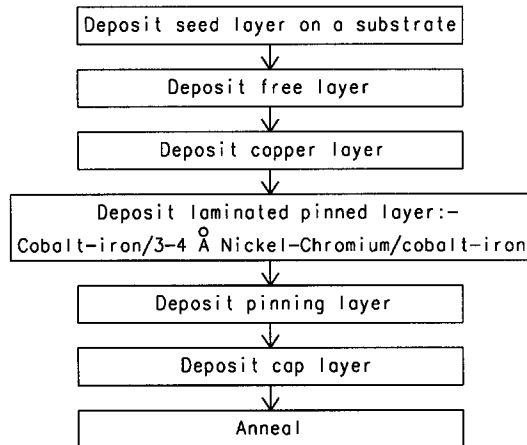 Deposit seed layer on a substrate
Deposit free layer
Deposit copper layer
Deposit laminated pinned layer:-
Cobalt-iron/3-4 Å Nickel-Chromium/cobalt-iron
Deposit pinning layer
Deposit cap layer
Anneal